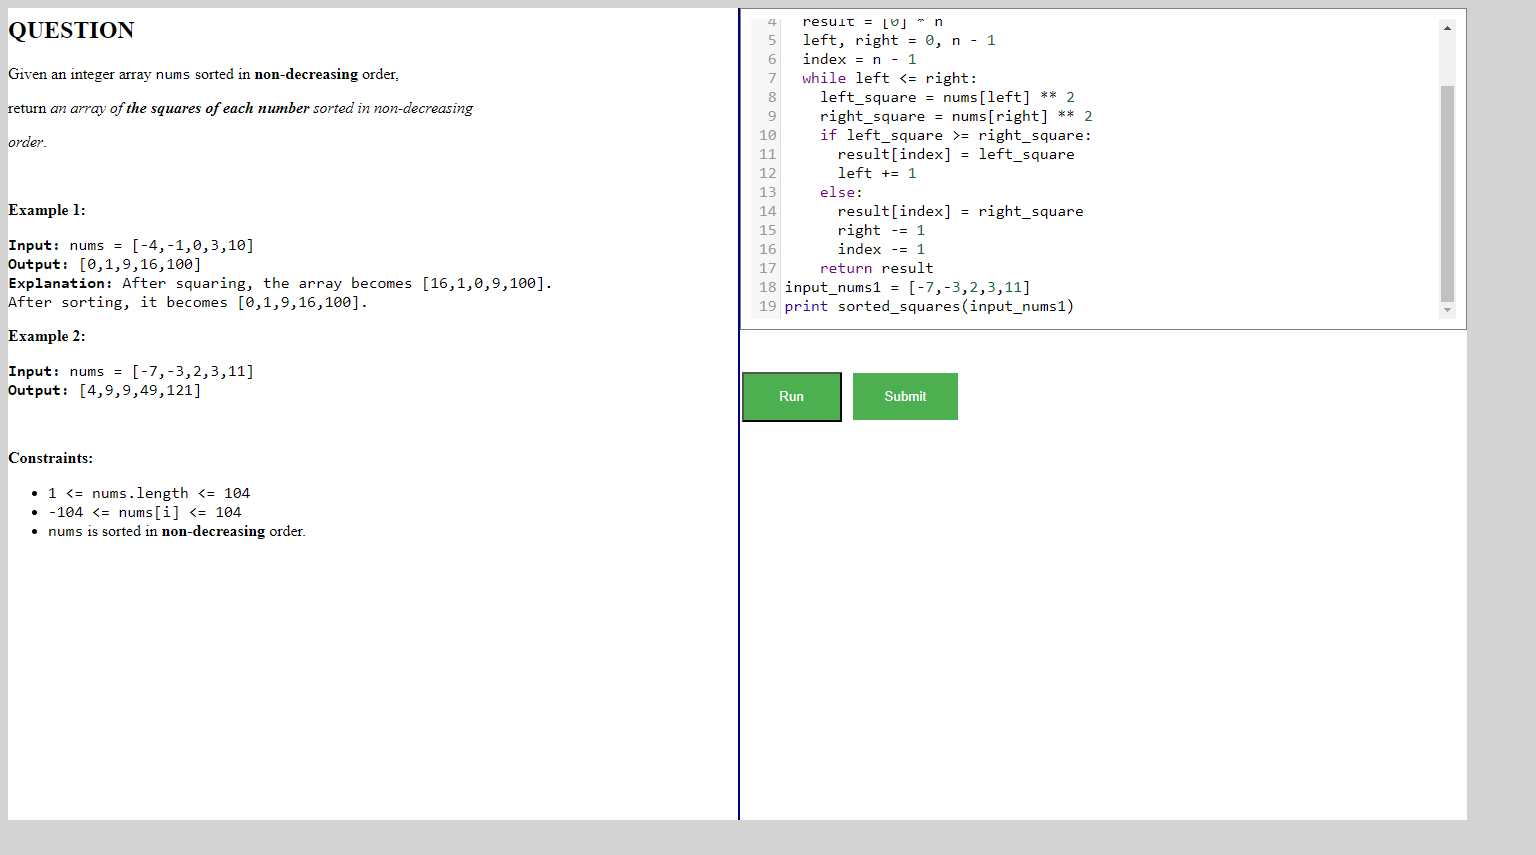 QUESTION
Given an integer array nums sorted in non-decreasing order,
return an array of the squares of each number sorted in non-decreasing
order.
Example 1:
Input: nums = [-4,-1,0,3,10]
Output: [0,1,9,16,100]
Explanation: After squaring, the array becomes [16,1,0,9,100].
After sorting, it becomes [0,1,9,16,100].
Example 2:
Input: nums = [-7,-3,2,3,11]
Output: [4,9,9,49,121]
Constraints:
• 1 <= nums.length <= 104
• -104 <= nums[i] <= 104
• nums is sorted in non-decreasing order.
4   result = [0] * n
5   left, right = 0, n - 1
6   index = n - 1
7   while left <= right:
8     left_square = nums[left] ** 2
9     right_square = nums[right] ** 2
10     if left_square >= right_square:
11       result[index] = left_square
12       left += 1
13     else:
14       result[index] = right_square
15       right -= 1
16       index -= 1
17     return result
18 input_nums1 = [-7,-3,2,3,11]
19 print sorted_squares(input_nums1)
Run
Submit